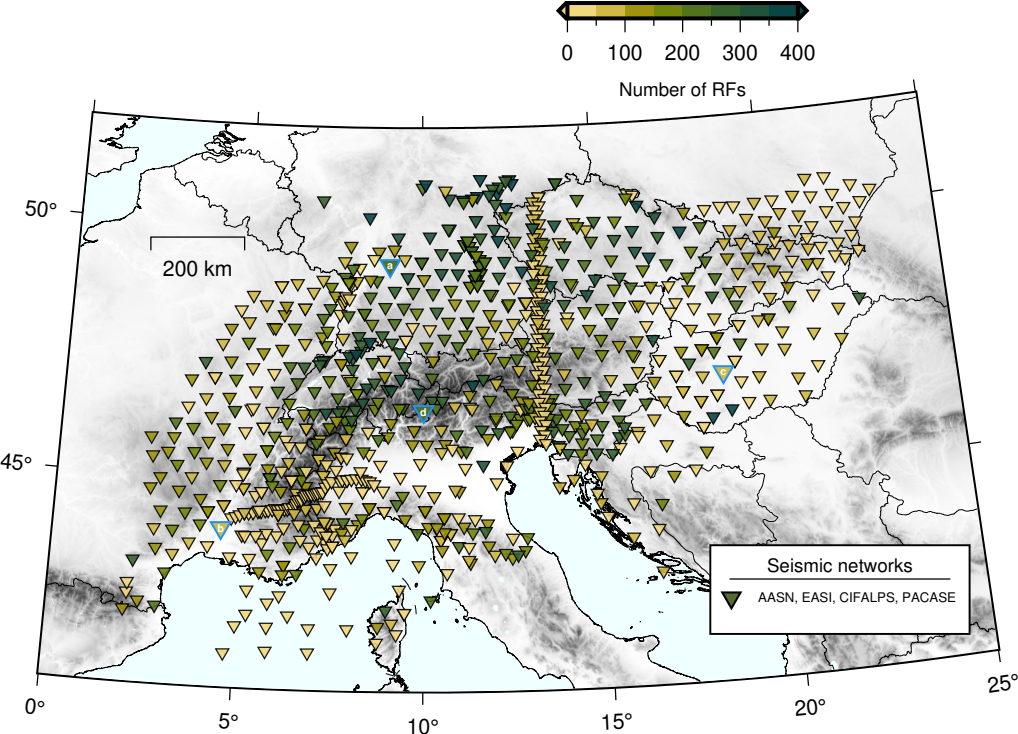 0 100 200 300 400
Number of RFs
50°
a
200 km
c
d
45°
b
Seismic networks
AASN, EASI, CIFALPS, PACASE
0° 5° 10° 15° 20° 25°